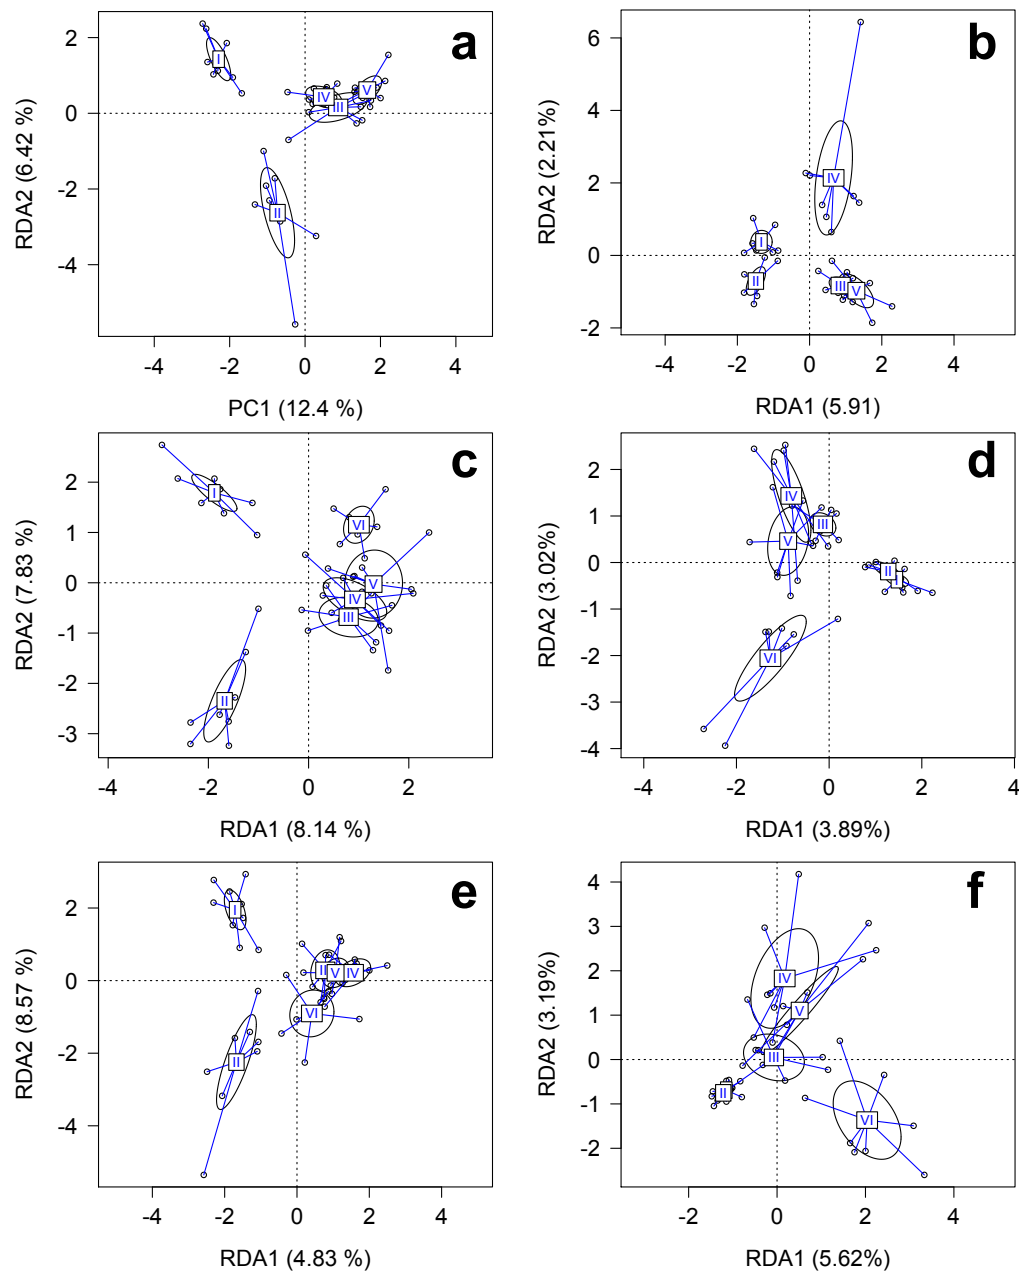 a
2
0
-2
-4
RDA2 (6.42 %)
I
IV
III
V
II
-4 -2 0 2 4
PC1 (12.4 %)
b
6
4
2
0
-2
RDA2 (2.21%)
IV
I
II
III
V
-4 -2 0 2 4
RDA1 (5.91)
c
2
1
0
-1
-2
-3
RDA2 (7.83 %)
I
VI
V
IV
III
II
-4 -2 0 2
RDA1 (8.14 %)
d
2
1
0
-1
-2
-3
-4
RDA2 (3.02%)
IV
III
V
II
I
VI
-4 -2 0 2 4
RDA1 (3.89%)
e
2
0
-2
-4
RDA2 (8.57 %)
I
II
V
IV
VI
II
-4 -2 0 2 4
RDA1 (4.83 %)
f
4
3
2
1
0
-1
-2
RDA2 (3.19%)
IV
V
III
II
VI
-2 0 2 4
RDA1 (5.62%)